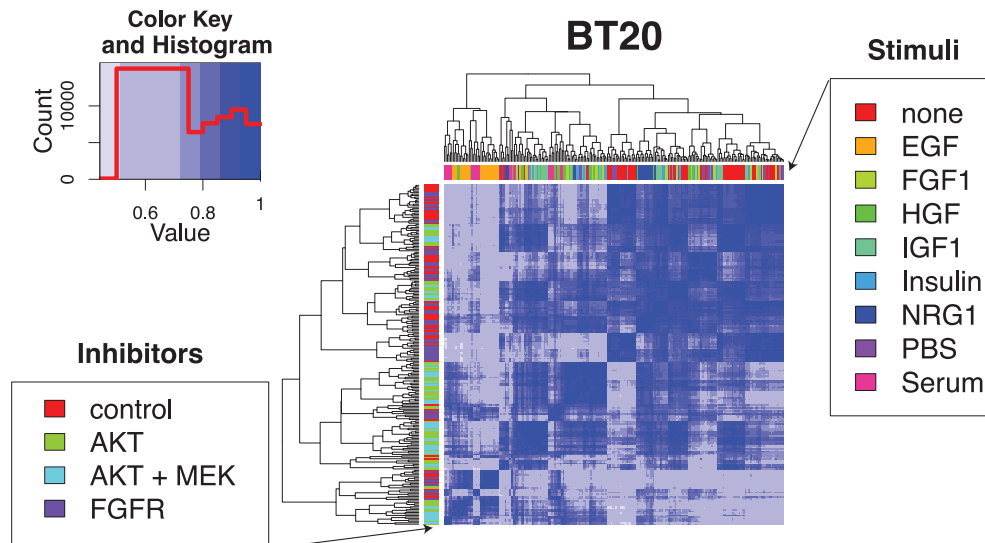 Color Key
and Histogram
Count
0
10000
0.6
0.8
1
Value
BT20
Stimuli
none
EGF
FGF1
HGF
IGF1
Insulin
NRG1
PBS
Serum
Inhibitors
control
AKT
AKT + MEK
FGFR